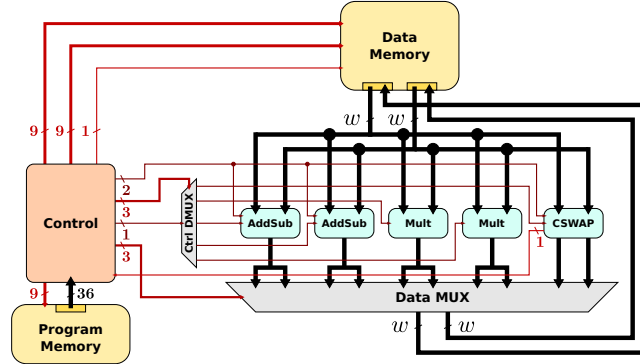 Data
Memory
w w
9 9 1
Control
2
3
1
3
Ctrl DMUX
AddSub AddSub Mult Mult CSWAP
1
9 36
Data MUX
Program
Memory
w w